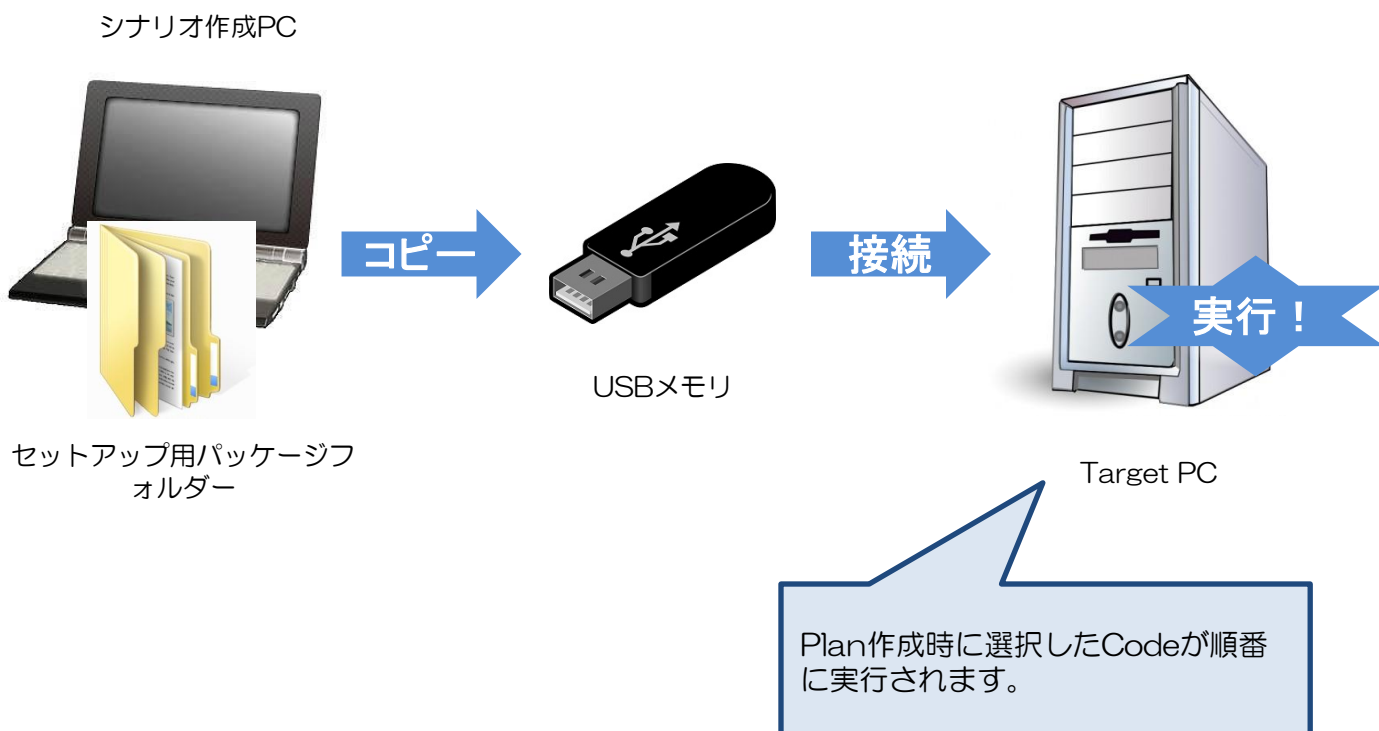 シナリオ作成PC
コピー
接続
実行！
USBメモリ
セットアップ用パッケージフ
ォルダー
Target PC
Plan作成時に選択したCodeが順番
に実行されます。